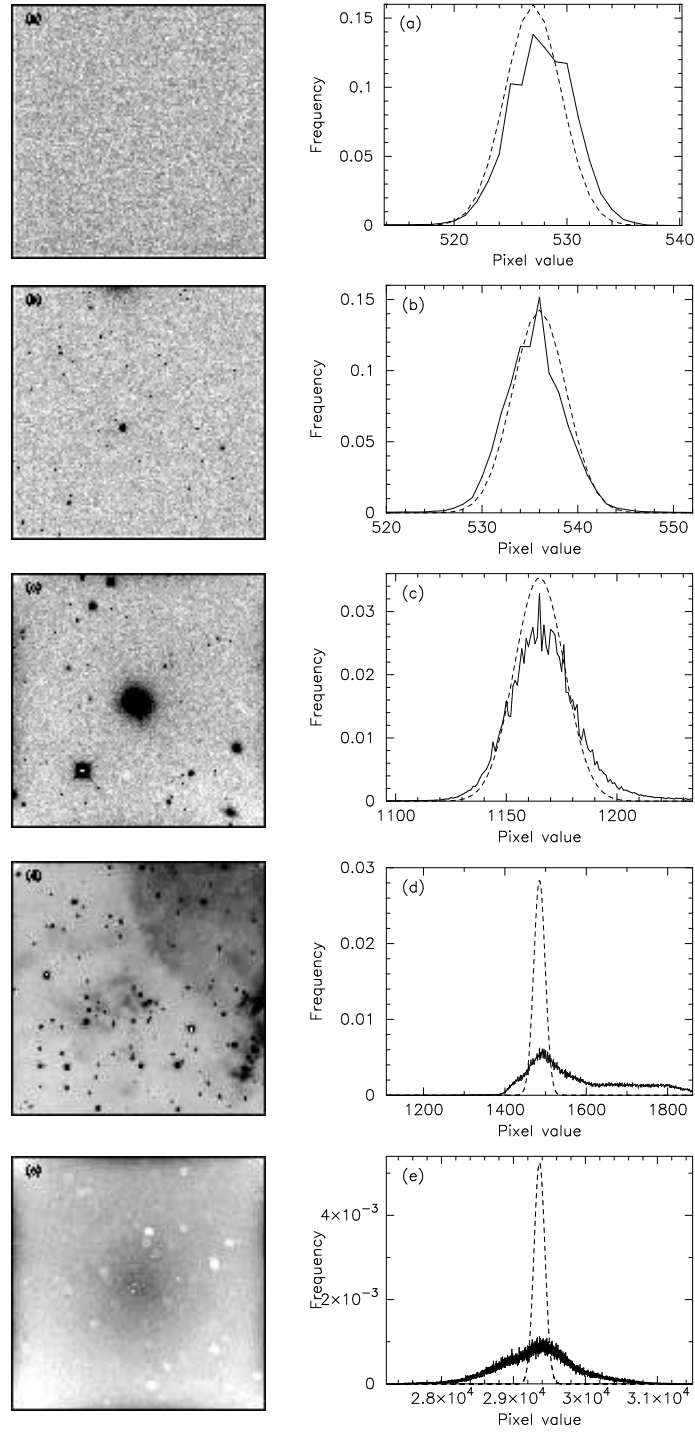 (a)
(a)
Frequency
0.15
0.1
0.05
0
520
530
540
Pixel value
(b)
(b)
Frequency
0.15
0.1
0.05
0
520
530
540
550
Pixel value
(c)
Frequency
0.03
0.02
0.01
0
1100
1150
1200
Pixel value
(d)
(d)
Frequency
0.03
0.02
0.01
0
1200
1400
1600
1800
Pixel value
(e)
Frequency
4×10⁻³
2×10⁻³
0
2.8×10⁴
2.9×10⁴
3×10⁴
3.1×10⁴
Pixel value